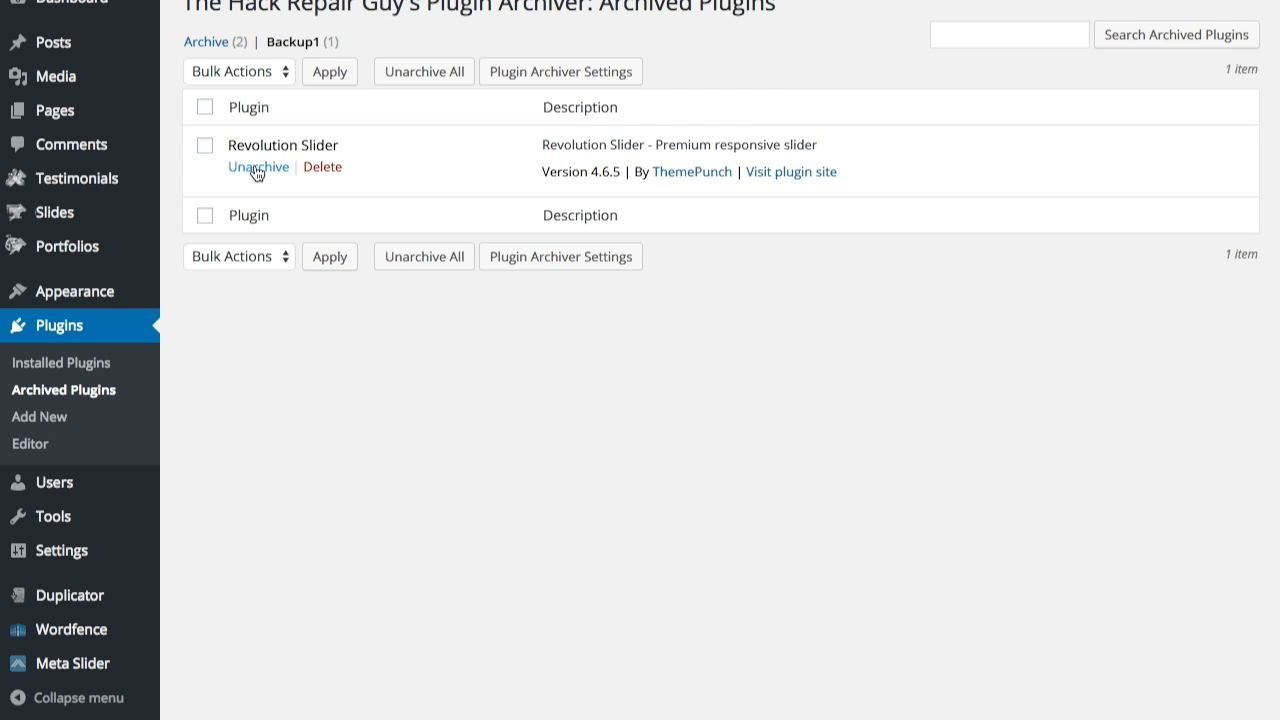 Dashboard
Posts
Media
Pages
Comments
Testimonials
Slides
Portfolios
Appearance
Plugins
Installed Plugins
Archived Plugins
Add New
Editor
Users
Tools
Settings
Duplicator
Wordfence
Meta Slider
Collapse menu
The Hack Repair Guy's Plugin Archiver: Archived Plugins
Archive (2) | Backup1 (1)
Search Archived Plugins
Bulk Actions Apply Unarchive All Plugin Archiver Settings
1 item
Plugin Description
Revolution Slider Revolution Slider - Premium responsive slider
Unarchive | Delete Version 4.6.5 | By ThemePunch | Visit plugin site
Plugin Description
Bulk Actions Apply Unarchive All Plugin Archiver Settings
1 item